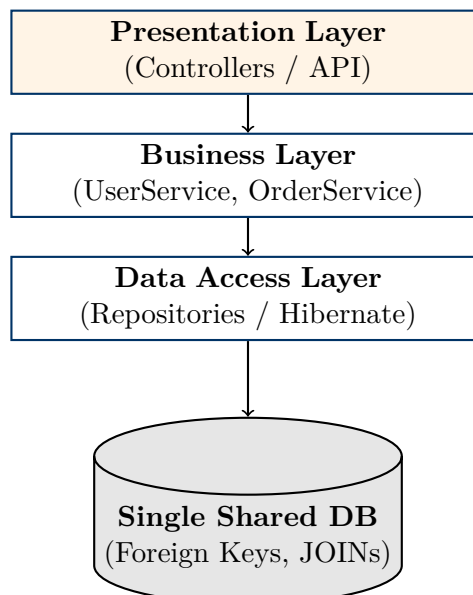 Presentation Layer
(Controllers / API)
Business Layer
(UserService, OrderService)
Data Access Layer
(Repositories / Hibernate)
Single Shared DB
(Foreign Keys, JOINs)